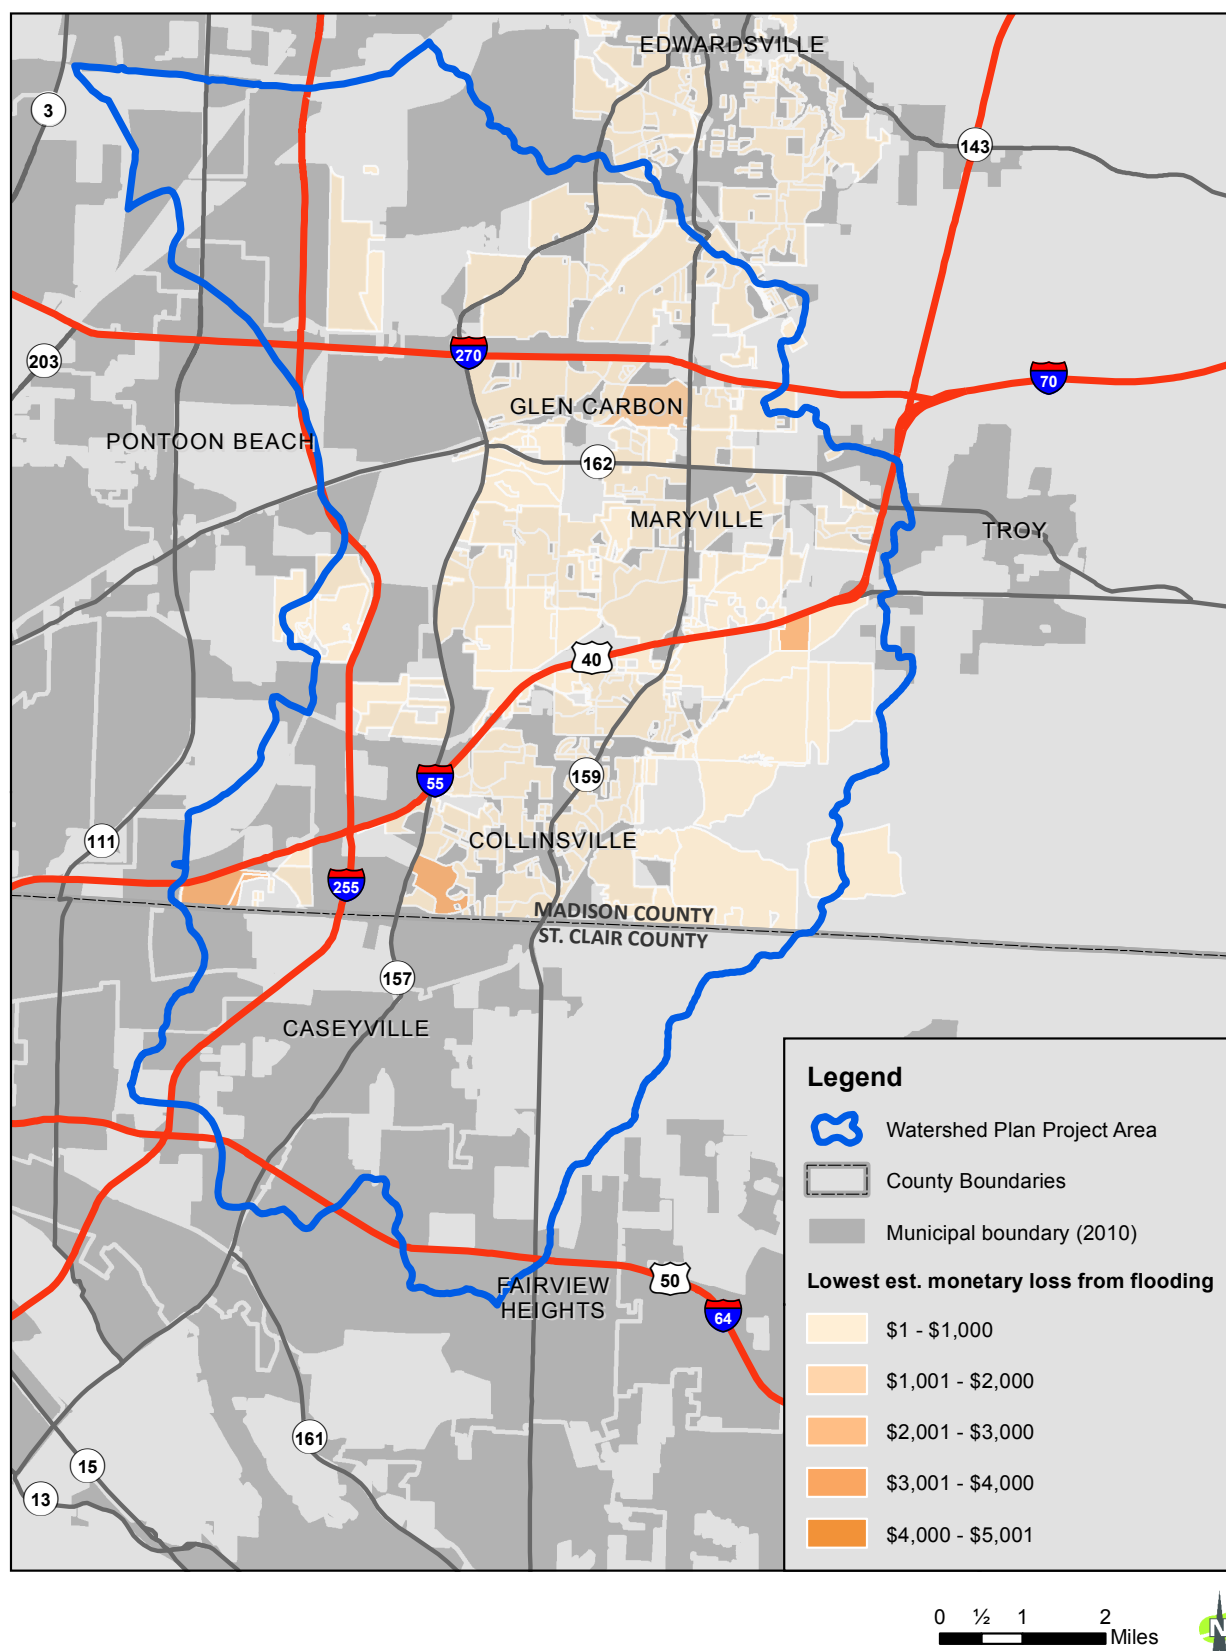 EDWARDSVILLE
3
143
203
270
70
GLEN CARBON
PONTOON BEACH
162
MARYVILLE
TROY
40
55
159
111
COLLINSVILLE
255
MADISON COUNTY
ST. CLAIR COUNTY
157
CASEYVILLE
FAIRVIEW
HEIGHTS
50
64
161
15
13
Legend
Watershed Plan Project Area
County Boundaries
Municipal boundary (2010)
Lowest est. monetary loss from flooding
$1 - $1,000
$1,001 - $2,000
$2,001 - $3,000
$3,001 - $4,000
$4,000 - $5,001
0 ½ 1 2
Miles
N